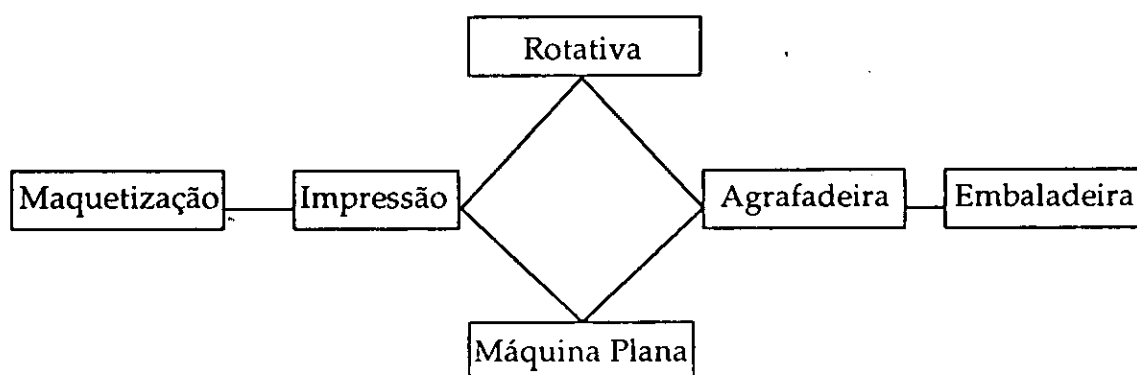 Rotativa
Maquetização
Impressão
Agrafadeira
Embaladeira
Máquina Plana